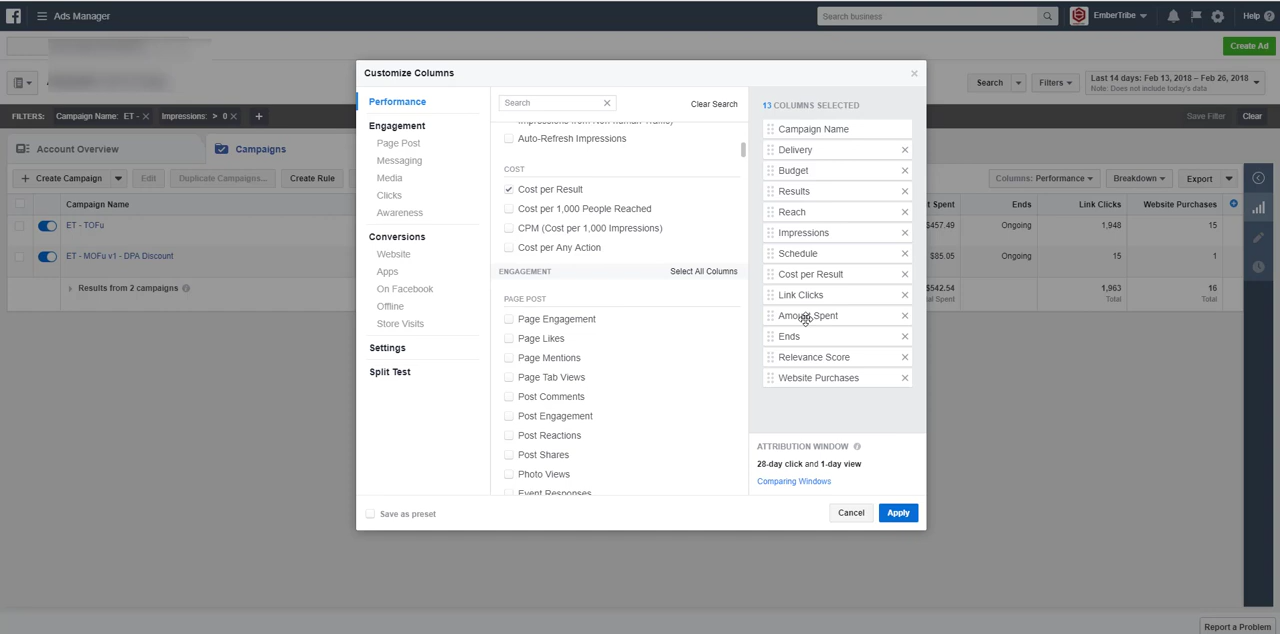 Ads Manager
Search business
EmberTribe
Help
Create Ad
Customize Columns
Search
Filters
Last 14 days: Feb 13, 2018 – Feb 26, 2018
Note: Does not include today's data
FILTERS:
Campaign Name: ET -
Impressions: > 0
Save Filter
Clear
Account Overview
Campaigns
+ Create Campaign
Edit
Duplicate Campaigns...
Create Rule
Columns: Performance
Breakdown
Export
Campaign Name
t Spent
Ends
Link Clicks
Website Purchases
ET - TOFu
$457.49
Ongoing
1,948
15
ET - MOFu v1 - DPA Discount
$85.05
Ongoing
15
1
Results from 2 campaigns
$542.54
al Spent
1,963
Total
16
Total
Performance
Engagement
Page Post
Messaging
Media
Clicks
Awareness
Conversions
Website
Apps
On Facebook
Offline
Store Visits
Settings
Split Test
Search
Clear Search
Impressions from Non-human Traffic)
Auto-Refresh Impressions
COST
Cost per Result
Cost per 1,000 People Reached
CPM (Cost per 1,000 Impressions)
Cost per Any Action
ENGAGEMENT
Select All Columns
PAGE POST
Page Engagement
Page Likes
Page Mentions
Page Tab Views
Post Comments
Post Engagement
Post Reactions
Post Shares
Photo Views
Event Responses
13 COLUMNS SELECTED
Campaign Name
Delivery
Budget
Results
Reach
Impressions
Schedule
Cost per Result
Link Clicks
Amount Spent
Ends
Relevance Score
Website Purchases
ATTRIBUTION WINDOW
28-day click and 1-day view
Comparing Windows
Save as preset
Cancel
Apply
Report a Problem